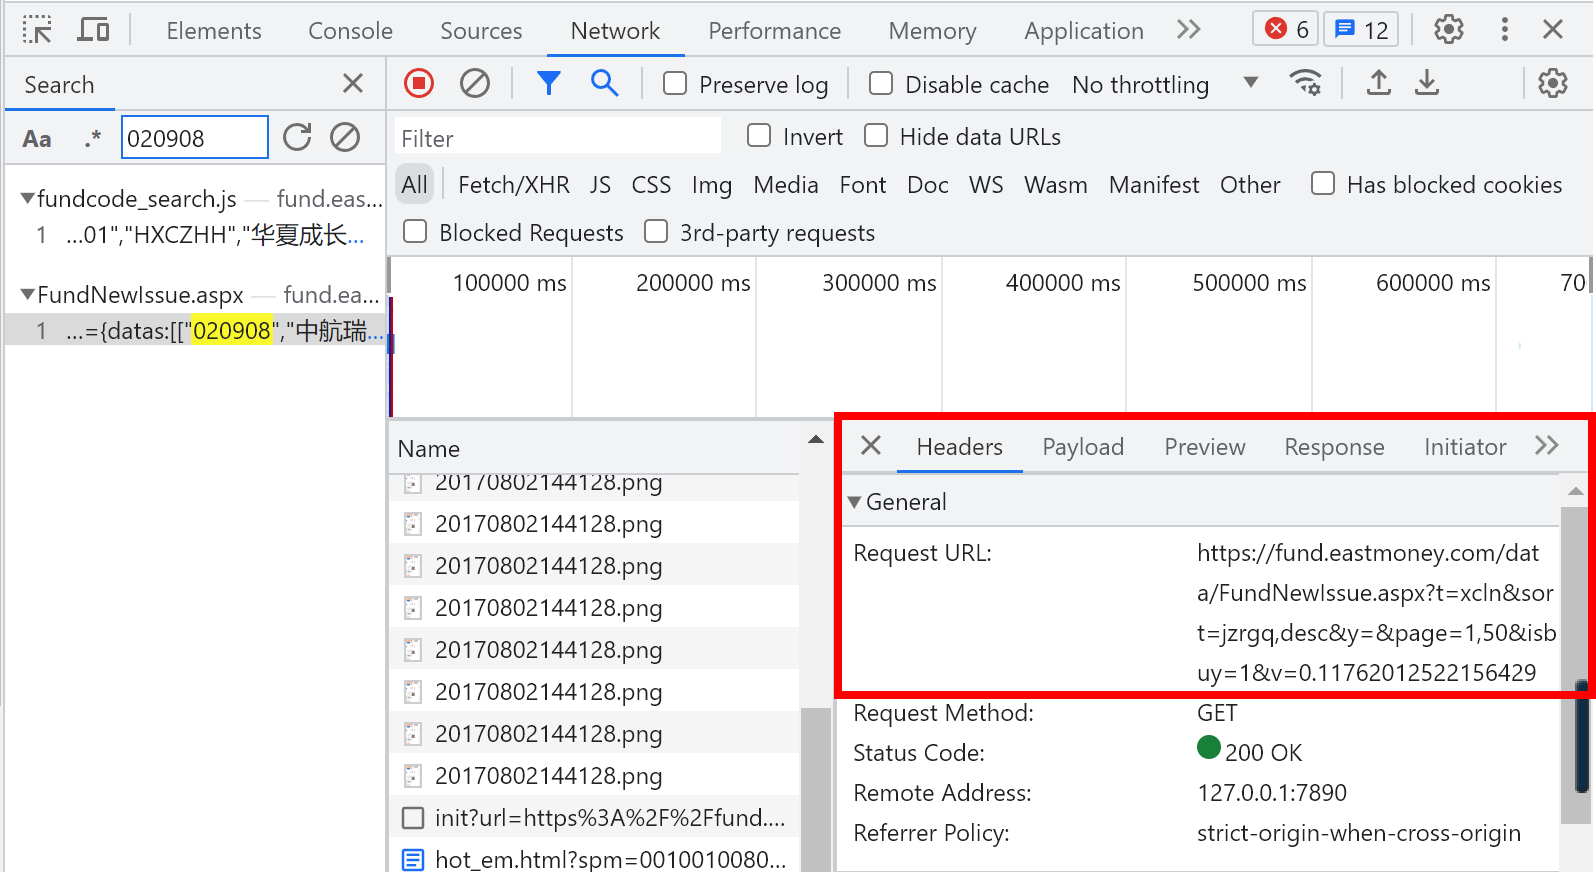 Elements Console Sources Network Performance Memory Application 6 12
Search
Aa .* 020908
fundcode_search.js — fund.eas...
1 ...01","HXCZHH","华夏成长...
FundNewIssue.aspx — fund.ea...
1 ...={datas:[["020908","中航瑞...
Preserve log Disable cache No throttling
Filter Invert Hide data URLs
All Fetch/XHR JS CSS Img Media Font Doc WS Wasm Manifest Other Has blocked cookies
Blocked Requests 3rd-party requests
100000 ms 200000 ms 300000 ms 400000 ms 500000 ms 600000 ms 70
Name
20170802144128.png
20170802144128.png
20170802144128.png
20170802144128.png
20170802144128.png
20170802144128.png
20170802144128.png
20170802144128.png
init?url=https%3A%2F%2Ffund....
hot_em.html?spm=0010010080...
Headers Payload Preview Response Initiator
General
Request URL: https://fund.eastmoney.com/dat
a/FundNewIssue.aspx?t=xcln&sor
t=jzrgq,desc&y=&page=1,50&isb
uy=1&v=0.11762012522156429
Request Method: GET
Status Code: 200 OK
Remote Address: 127.0.0.1:7890
Referrer Policy: strict-origin-when-cross-origin